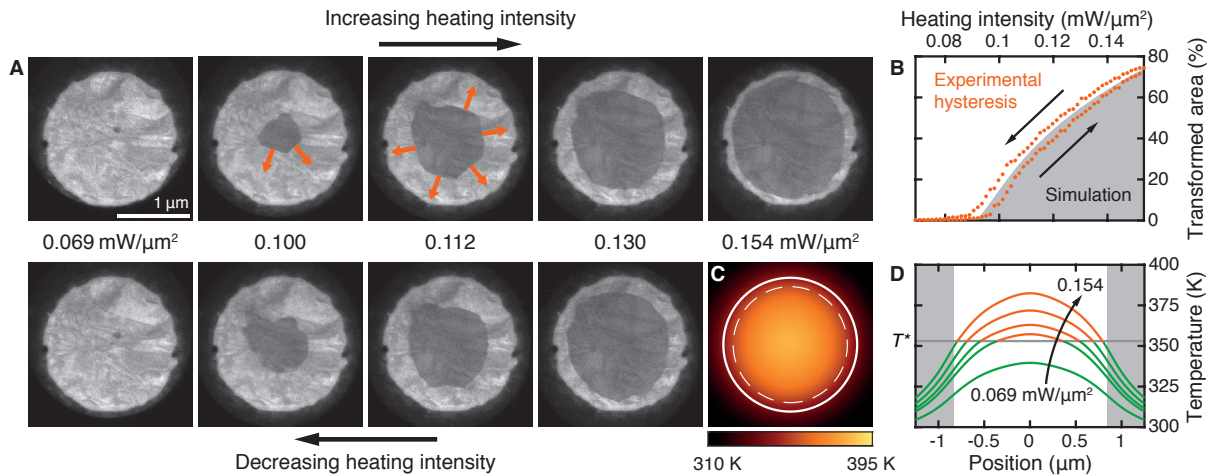 Increasing heating intensity
A
1 μm
0.069 mW/μm²
0.100
0.112
0.130
0.154 mW/μm²
Decreasing heating intensity
Heating intensity (mW/μm²)
0.08
0.1
0.12
0.14
B
Experimental
hysteresis
Simulation
80
60
40
20
0
Transformed area (%)
C
310 K
395 K
D
0.154
T*
0.069 mW/μm²
400
375
350
325
300
Temperature (K)
-1
-0.5
0
0.5
1
Position (μm)